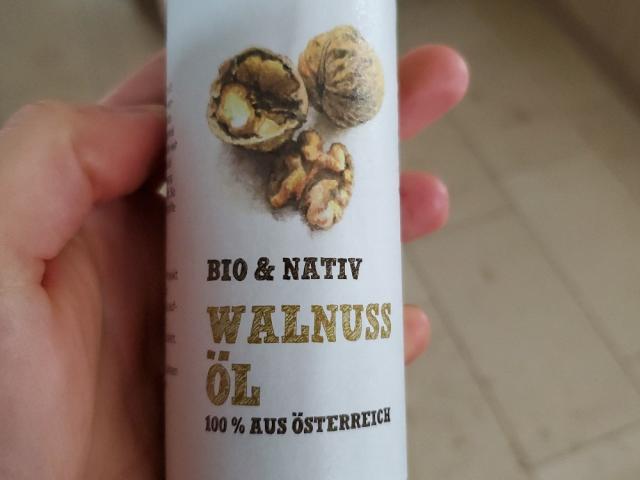 BIO & NATIV
WALNUSS
ÖL
100 % AUS ÖSTERREICH